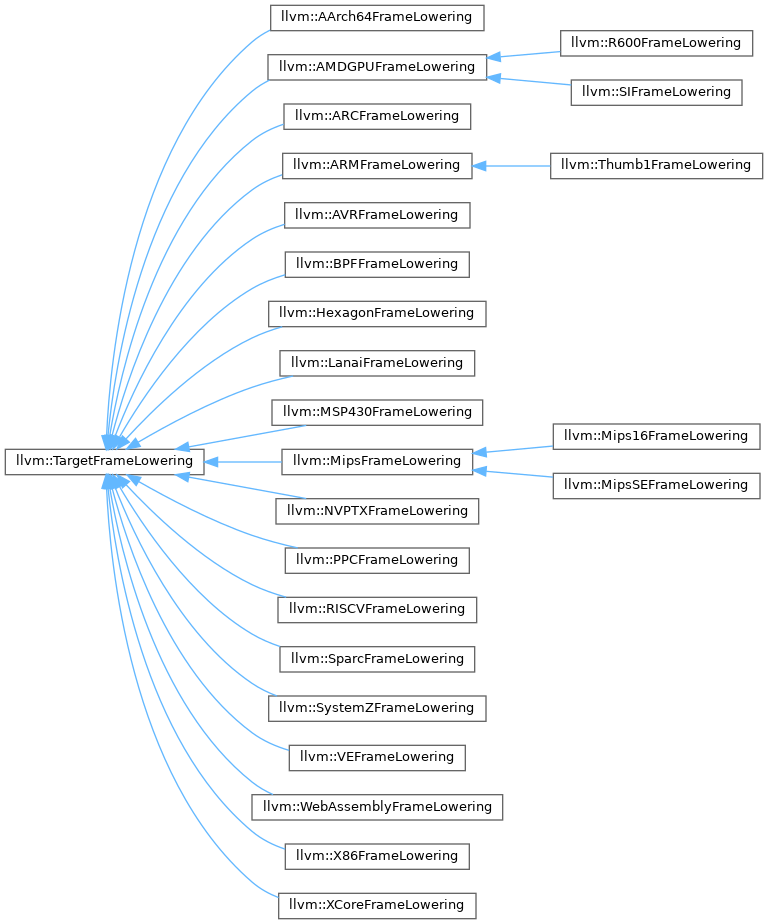 llvm::AArch64FrameLowering
llvm::R600FrameLowering
llvm::AMDGPUFrameLowering
llvm::SIFrameLowering
llvm::ARCFrameLowering
llvm::ARMFrameLowering
llvm::Thumb1FrameLowering
llvm::AVRFrameLowering
llvm::BPFFrameLowering
llvm::HexagonFrameLowering
llvm::LanaiFrameLowering
llvm::MSP430FrameLowering
llvm::Mips16FrameLowering
llvm::TargetFrameLowering
llvm::MipsFrameLowering
llvm::MipsSEFrameLowering
llvm::NVPTXFrameLowering
llvm::PPCFrameLowering
llvm::RISCVFrameLowering
llvm::SparcFrameLowering
llvm::SystemZFrameLowering
llvm::VEFrameLowering
llvm::WebAssemblyFrameLowering
llvm::X86FrameLowering
llvm::XCoreFrameLowering